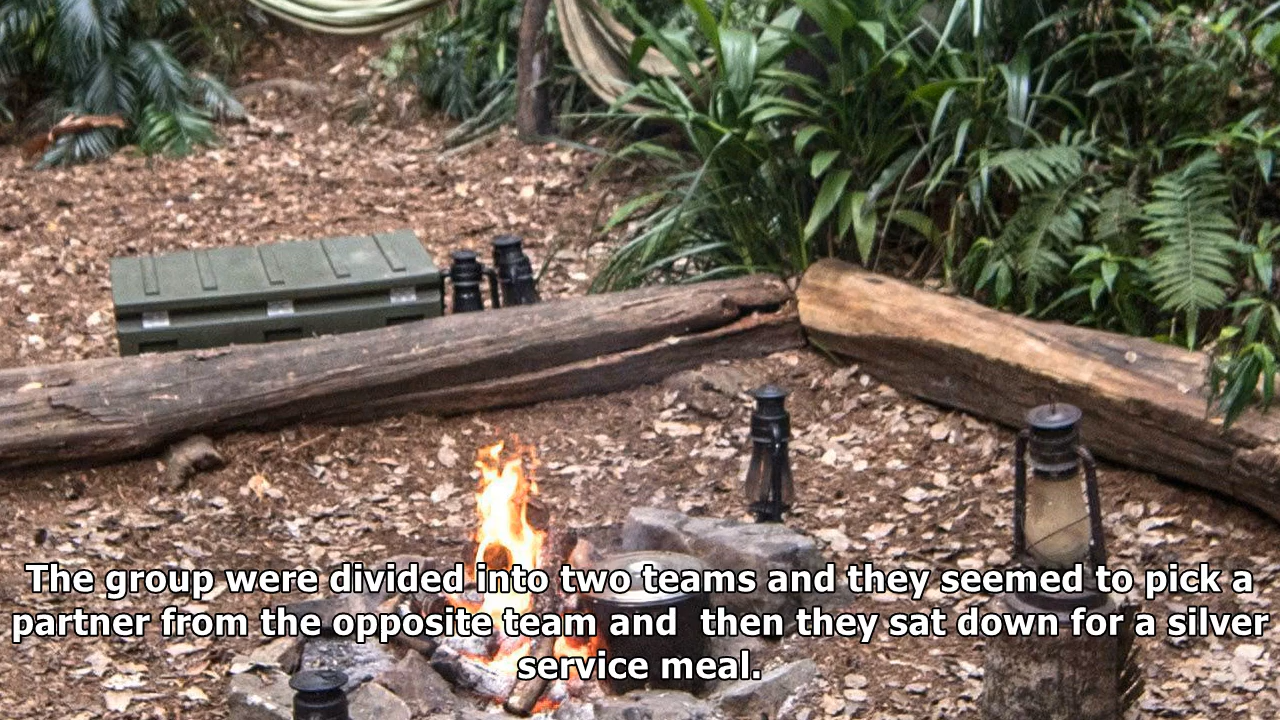 The group were divided into two teams and they seemed to pick a
partner from the opposite team and  then they sat down for a silver
service meal.